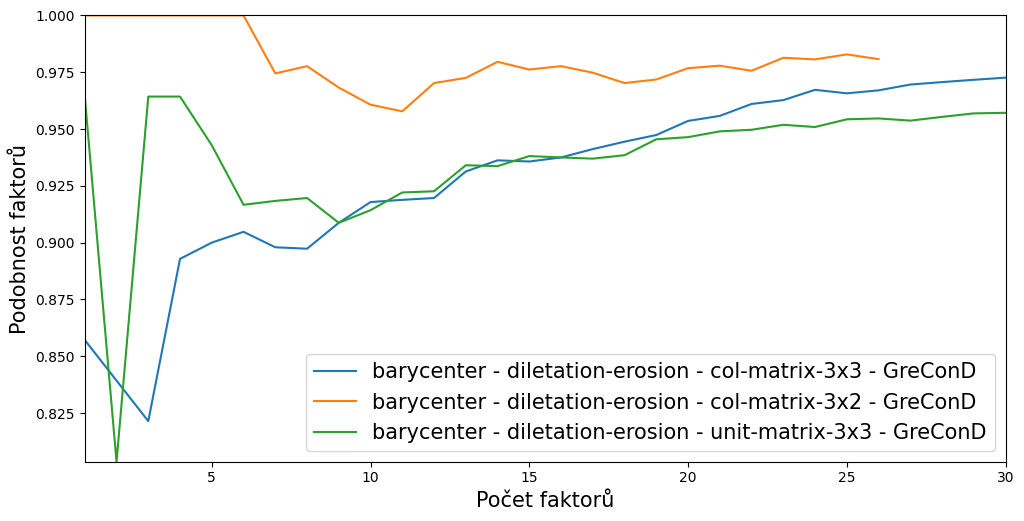 1.000
0.975
0.950
0.925
0.900
0.875
0.850
0.825
Podobnost faktorů
barycenter - diletation-erosion - col-matrix-3x3 - GreConD
barycenter - diletation-erosion - col-matrix-3x2 - GreConD
barycenter - diletation-erosion - unit-matrix-3x3 - GreConD
5 10 15 20 25 30
Počet faktorů